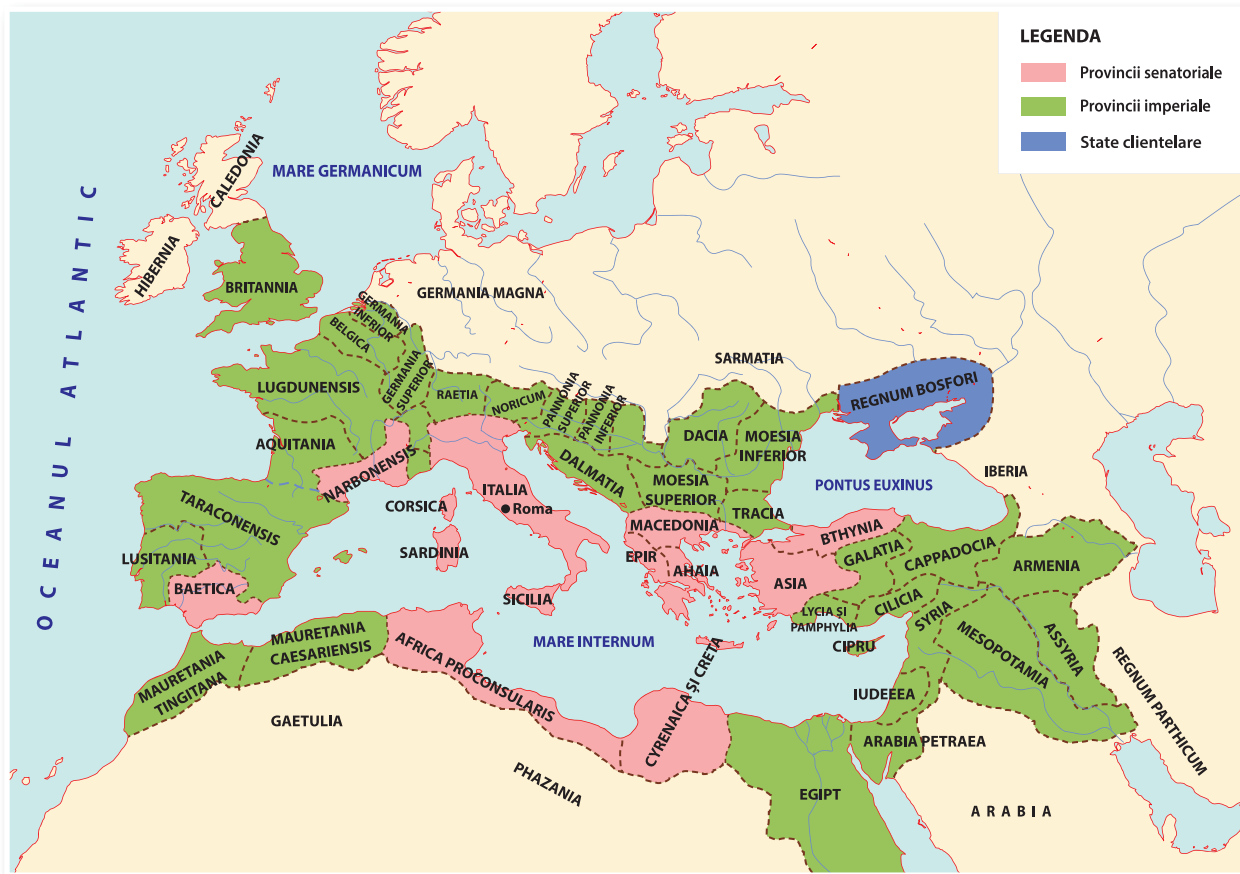 LEGENDA
Provincii senatoriale
Provincii imperiale
State clientelare
OCEANUL ATLANTIC
MARE GERMANICUM
CALEDONIA
HIBERNIA
BRITANNIA
GERMANIA MAGNA
GERMANIA
INFRIOR
BELGICA
GERMANIA
SUPERIOR
LUGDUNENSIS
AQUITANIA
NARBONENSIS
RAETIA
NORICUM
PANNONIA
SUPERIOR
PANNONIA
INFERIOR
SARMATIA
REGNUM BOSFORI
DACIA
MOESIA
INFERIOR
DALMATIA
MOESIA
SUPERIOR
TRACIA
PONTUS EUXINUS
IBERIA
TARACONENSIS
LUSITANIA
BAETICA
CORSICA
SARDINIA
ITALIA
Roma
SICILIA
MACEDONIA
EPIR
AHAIA
BTHYNIA
ASIA
GALATIA
CAPPADOCIA
ARMENIA
LYCIA ȘI
PAMPHYLIA
CILICIA
CIPRU
SYRIA
MESOPOTAMIA
ASSYRIA
REGNUM PARTHICUM
MARE INTERNUM
MAURETANIA
TINGITANA
MAURETANIA
CAESARIENSIS
AFRICA PROCONSULARIS
CYRENAICA ȘI CRETA
IUDEEEA
ARABIA PETRAEA
EGIPT
GAETULIA
PHAZANIA
ARABIA